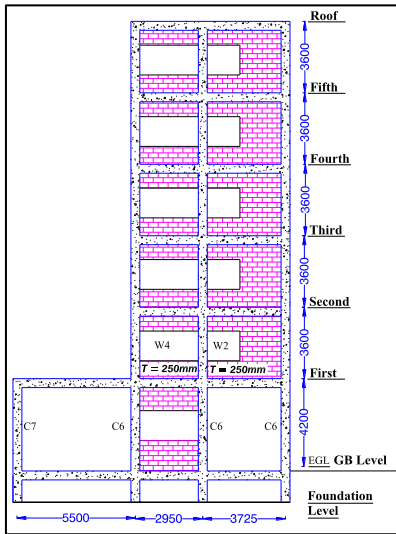 Roof
3600
Fifth
3600
Fourth
3600
Third
3600
Second
3600
W4 W2
T = 250mm T = 250mm
First
4200
C7 C6 C6 C6
EGL GB Level
Foundation
Level
5500 2950 3725